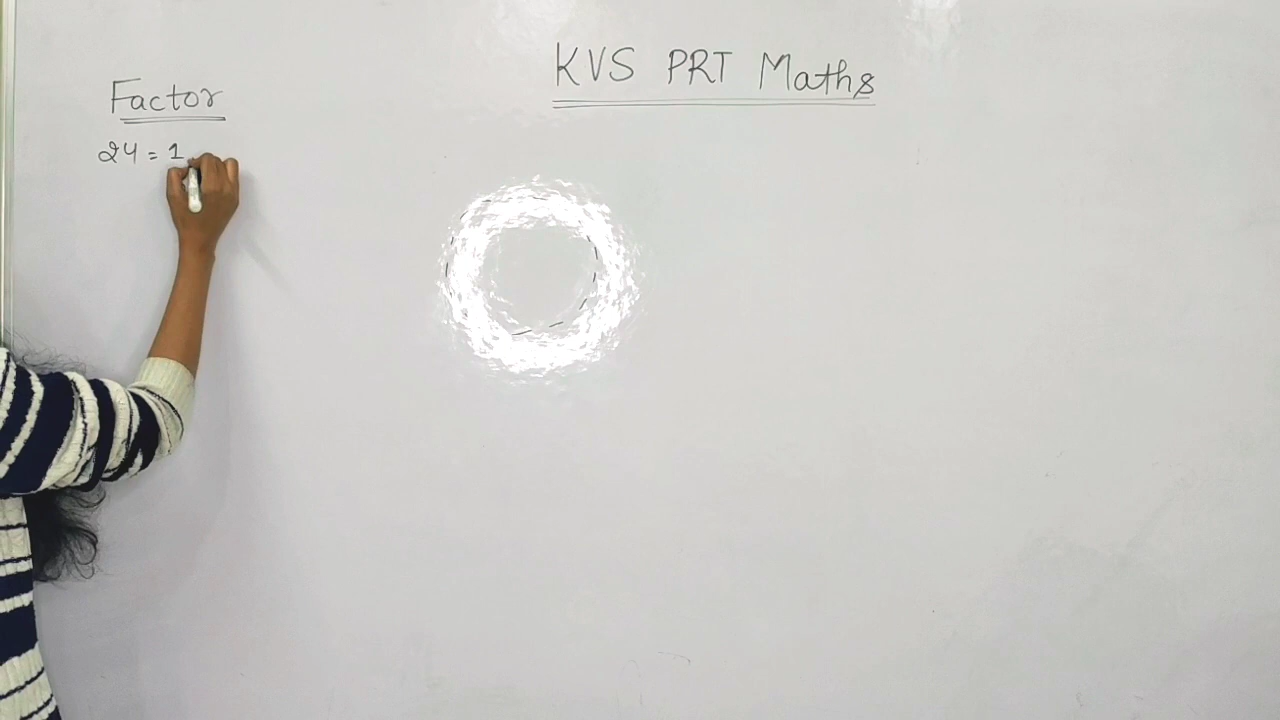 KVS PRT Maths
Factor
24 = 1